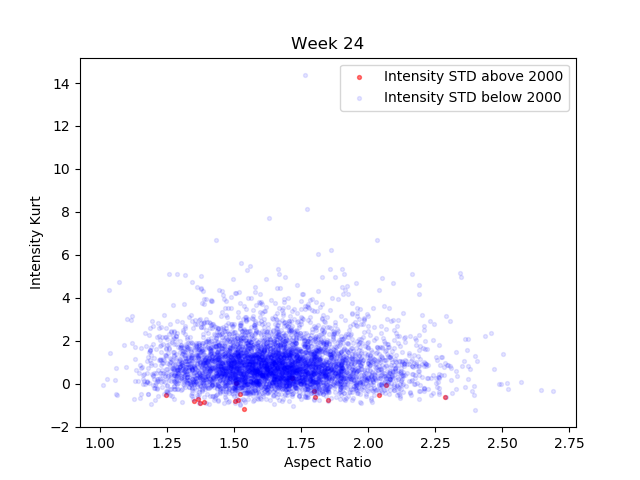 Week 24
Intensity STD above 2000
Intensity STD below 2000
14
12
10
8
6
4
2
0
−2
Intensity Kurt
1.00 1.25 1.50 1.75 2.00 2.25 2.50 2.75
Aspect Ratio